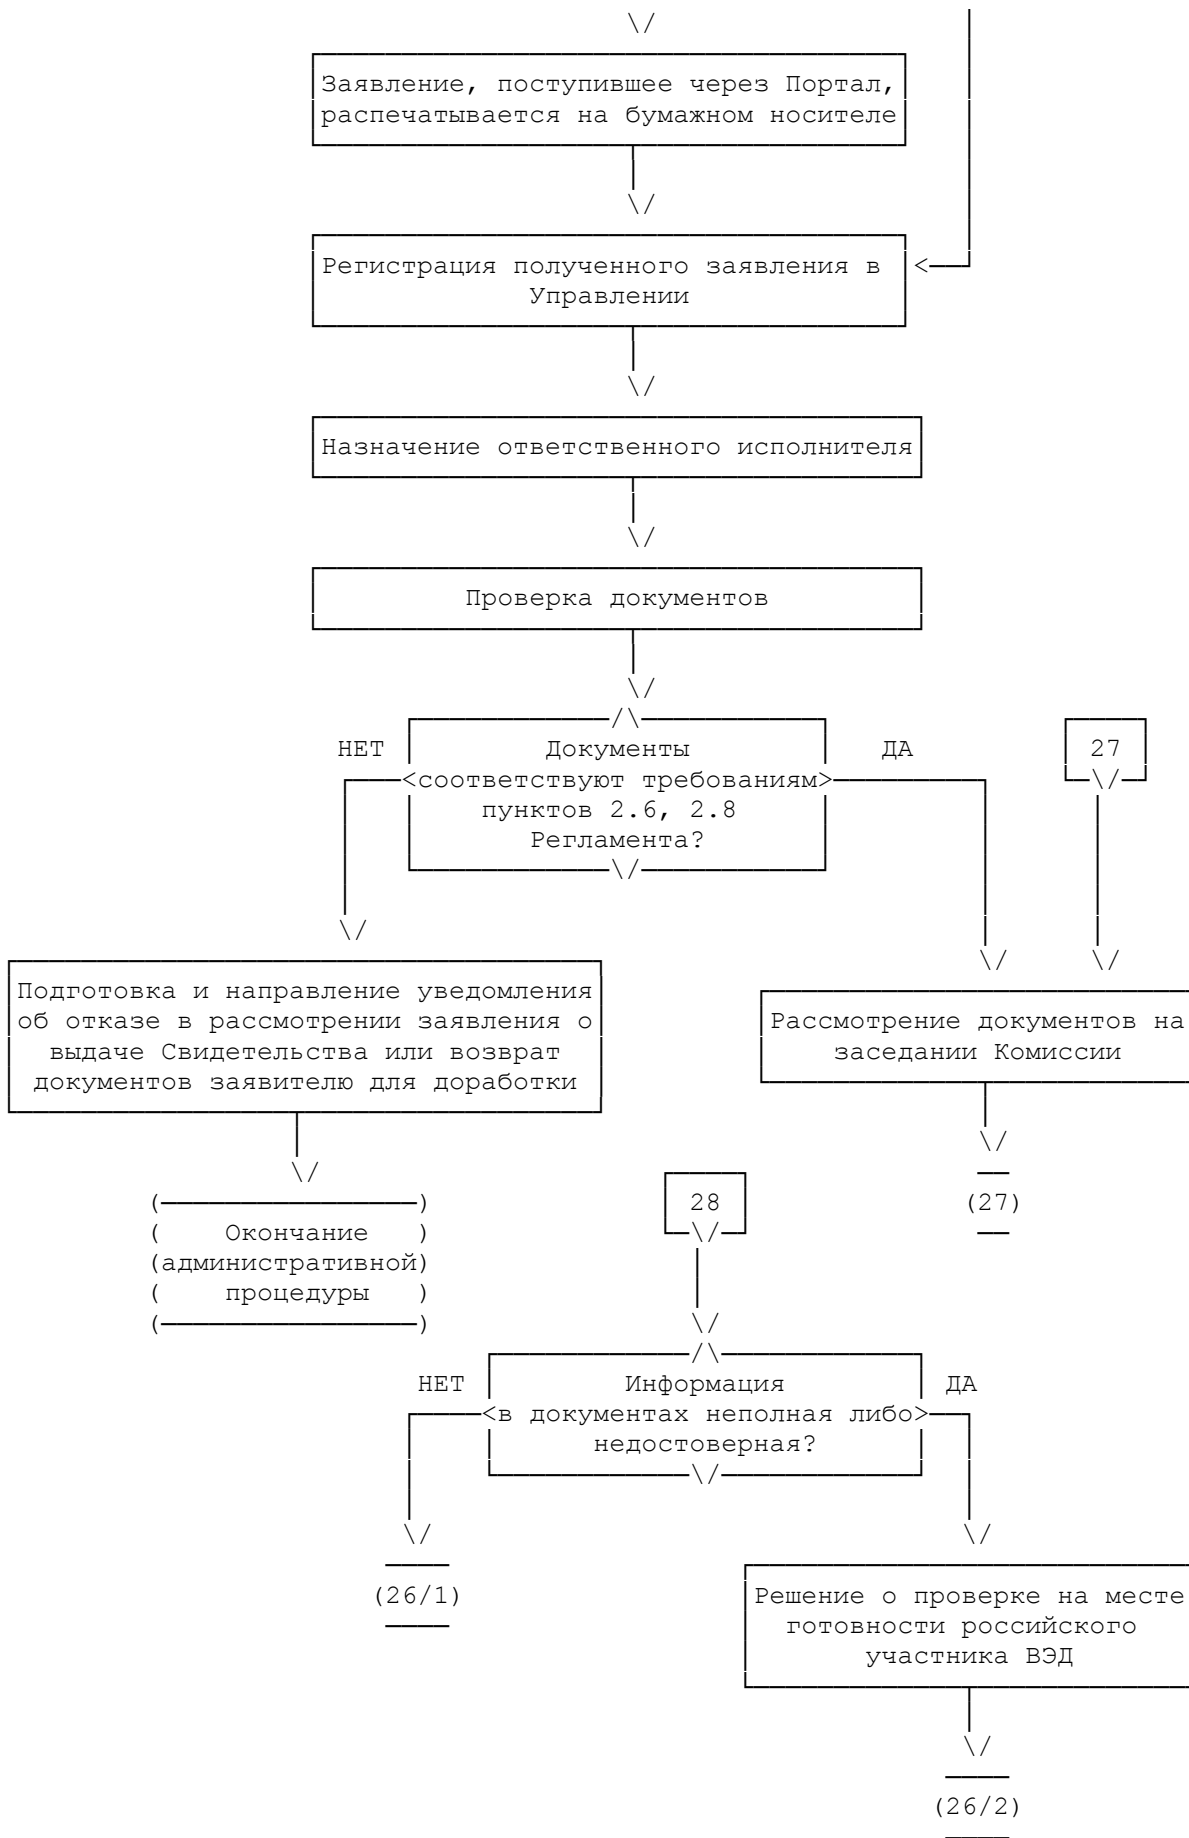 Заявление, поступившее через Портал,
распечатывается на бумажном носителе
Регистрация полученного заявления в
Управлении
Назначение ответственного исполнителя
Проверка документов
НЕТ
Документы
соответствуют требованиям
пунктов 2.6, 2.8
Регламента?
ДА
27
Подготовка и направление уведомления
об отказе в рассмотрении заявления о
выдаче Свидетельства или возврат
документов заявителю для доработки
Рассмотрение документов на
заседании Комиссии
(27)
28
Окончание
административной
процедуры
НЕТ
Информация
в документах неполная либо
недостоверная?
ДА
(26/1)
Решение о проверке на месте
готовности российского
участника ВЭД
(26/2)